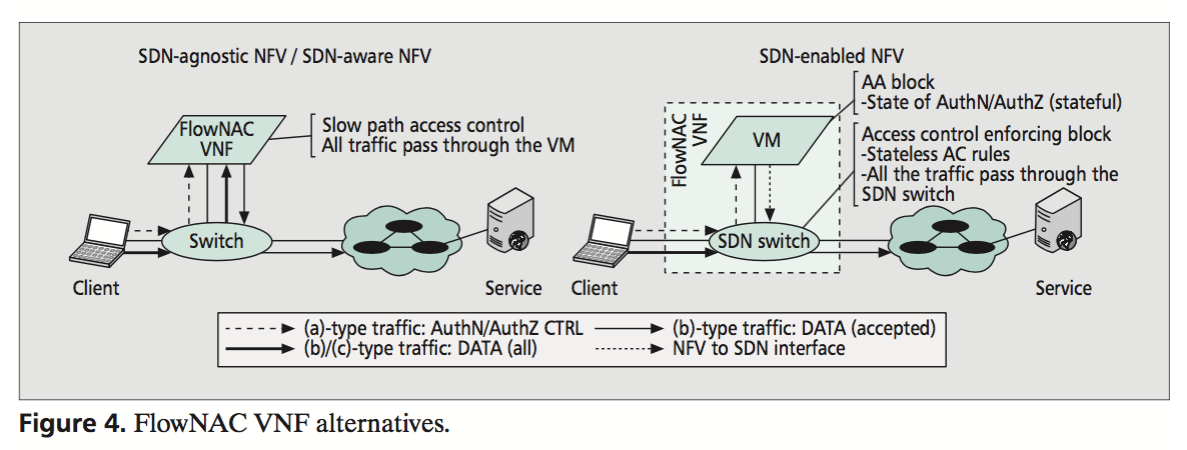 SDN-agnostic NFV / SDN-aware NFV
FlowNAC
VNF
Slow path access control
All traffic pass through the VM
Switch
Client
Service
SDN-enabled NFV
AA block
-State of AuthN/AuthZ (stateful)
FlowNAC
VNF
VM
Access control enforcing block
-Stateless AC rules
-All the traffic pass through the
SDN switch
SDN switch
Client
Service
(a)-type traffic: AuthN/AuthZ CTRL
(b)-type traffic: DATA (accepted)
(b)/(c)-type traffic: DATA (all)
NFV to SDN interface
Figure 4. FlowNAC VNF alternatives.